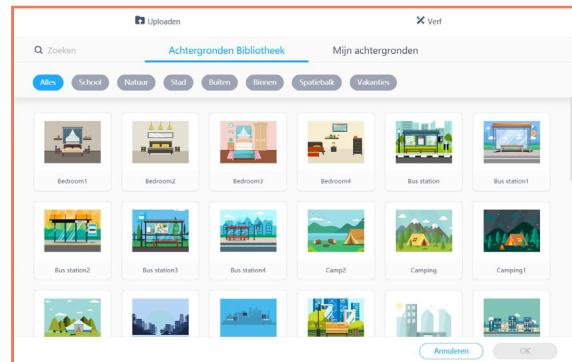 Uploaden
Verf
Zoeken
Achtergronden Bibliotheek
Mijn achtergronden
Alles
School
Natuur
Stad
Buiten
Binnen
Spatiebalk
Vakanties
Bedroom1
Bedroom2
Bedroom3
Bedroom4
Bus station
Bus station1
Bus station2
Bus station3
Bus station4
Camp2
Camping
Camping1
Annuleren
OK